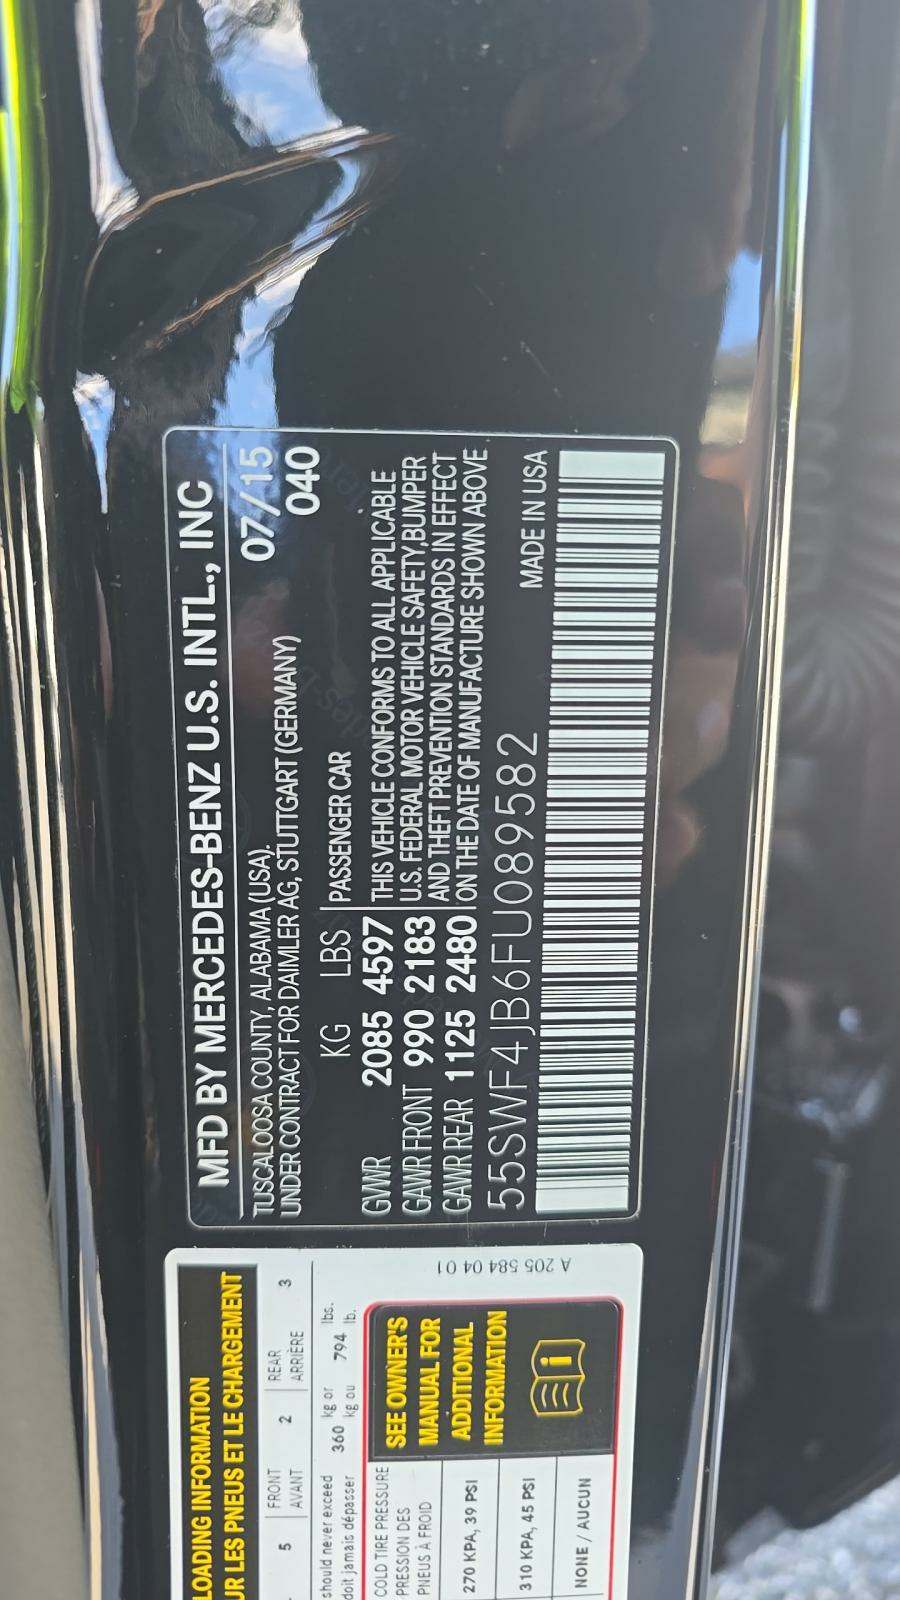 MFD BY MERCEDES-BENZ U.S. INTL., INC
TUSCALOOSA COUNTY, ALABAMA (USA). 07/15
UNDER CONTRACT FOR DAIMLER AG, STUTTGART (GERMANY) 040
KG LBS PASSENGER CAR
GVWR 2085 4597 THIS VEHICLE CONFORMS TO ALL APPLICABLE
GAWR FRONT 990 2183 U.S. FEDERAL MOTOR VEHICLE SAFETY,BUMPER
GAWR REAR 1125 2480 AND THEFT PREVENTION STANDARDS IN EFFECT
ON THE DATE OF MANUFACTURE SHOWN ABOVE
55SWF4JB6FU089582 MADE IN USA
LOADING INFORMATION
UR LES PNEUS ET LE CHARGEMENT
5 FRONT 2 REAR 3
AVANT ARRIÈRE
should never exceed 360 kg or 794 lbs.
doit jamais dépasser kg ou lb.
COLD TIRE PRESSURE
PRESSION DES
PNEUS À FROID
270 KPA, 39 PSI
310 KPA, 45 PSI
NONE / AUCUN
SEE OWNER'S
MANUAL FOR
ADDITIONAL
INFORMATION
A 205 584 04 01